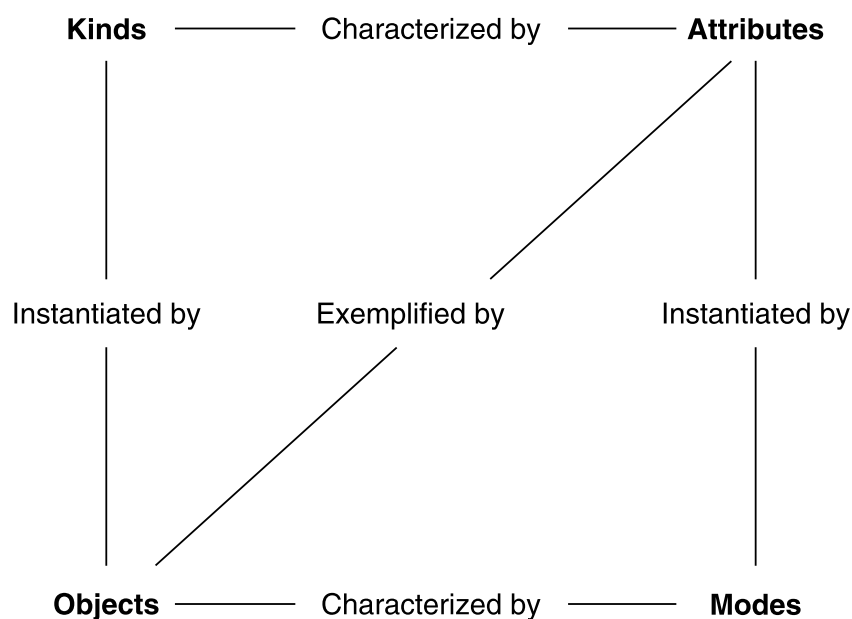 Kinds Characterized by Attributes
Instantiated by Exemplified by Instantiated by
Objects Characterized by Modes